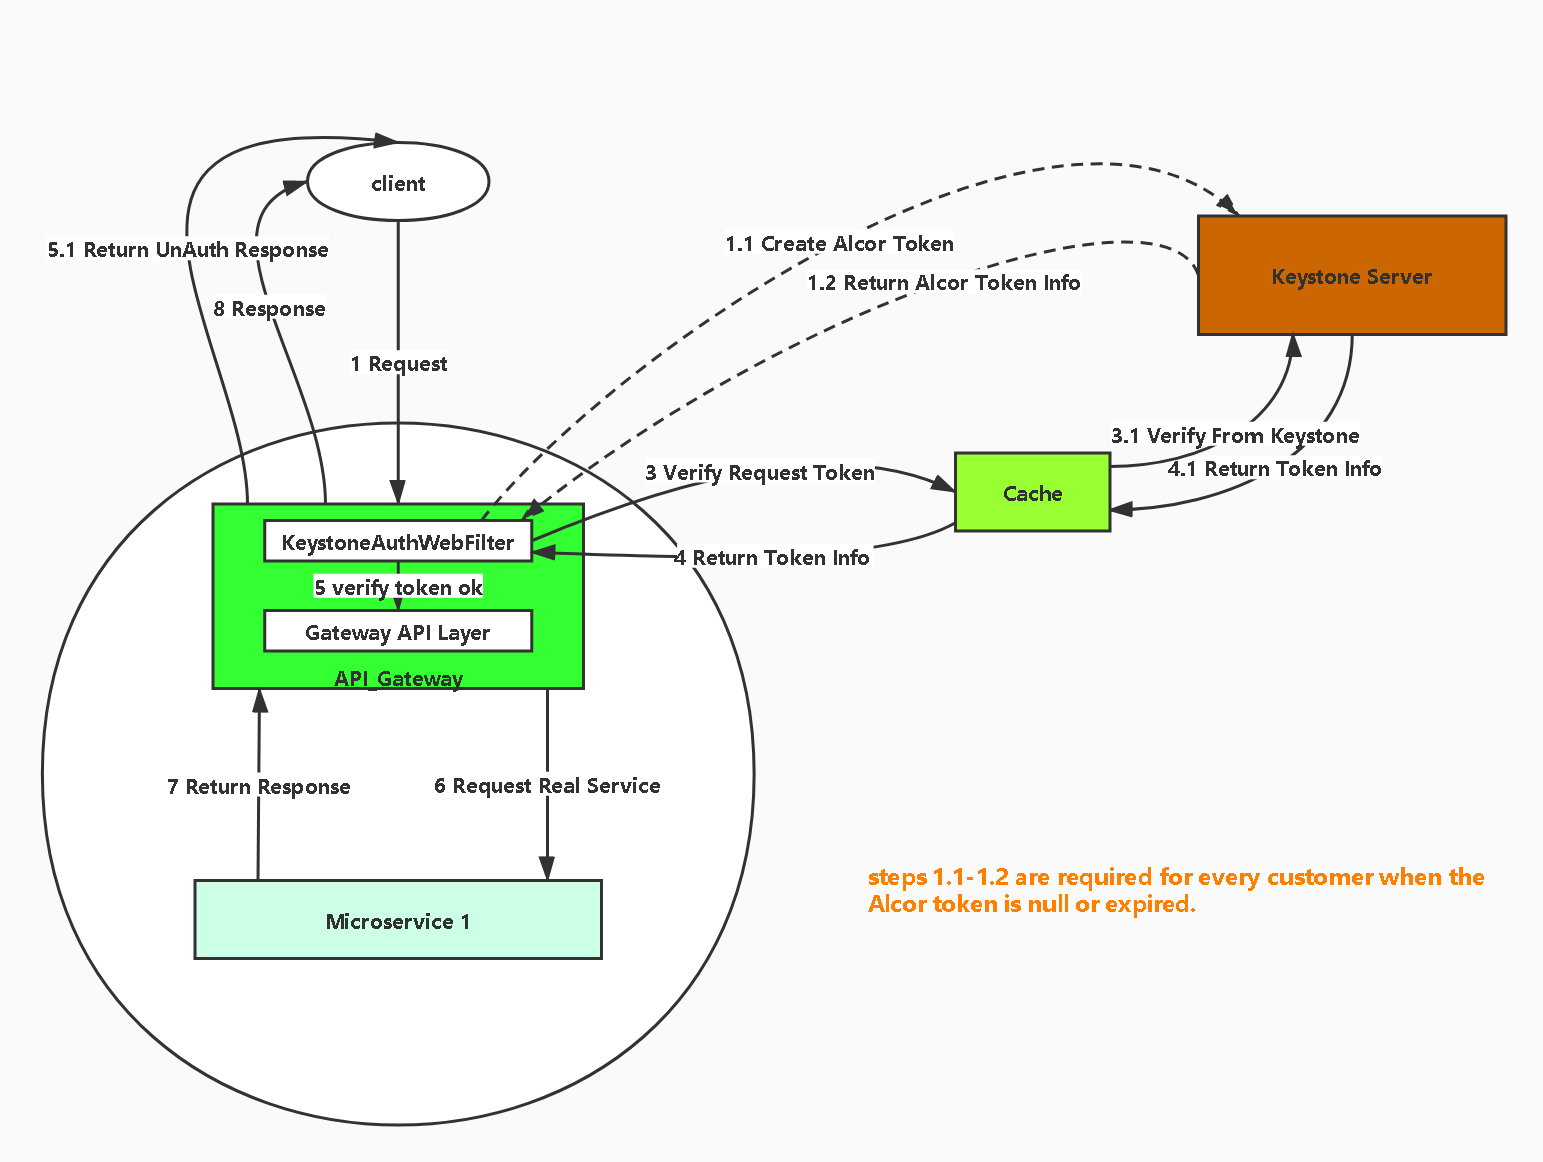 client
5.1 Return UnAuth Response
1.1 Create Alcor Token
1.2 Return Alcor Token Info
Keystone Server
8 Response
1 Request
3.1 Verify From Keystone
4.1 Return Token Info
3 Verify Request Token
Cache
KeystoneAuthWebFilter
4 Return Token Info
5 verify token ok
Gateway API Layer
API_Gateway
7 Return Response
6 Request Real Service
steps 1.1-1.2 are required for every customer when the
Alcor token is null or expired.
Microservice 1